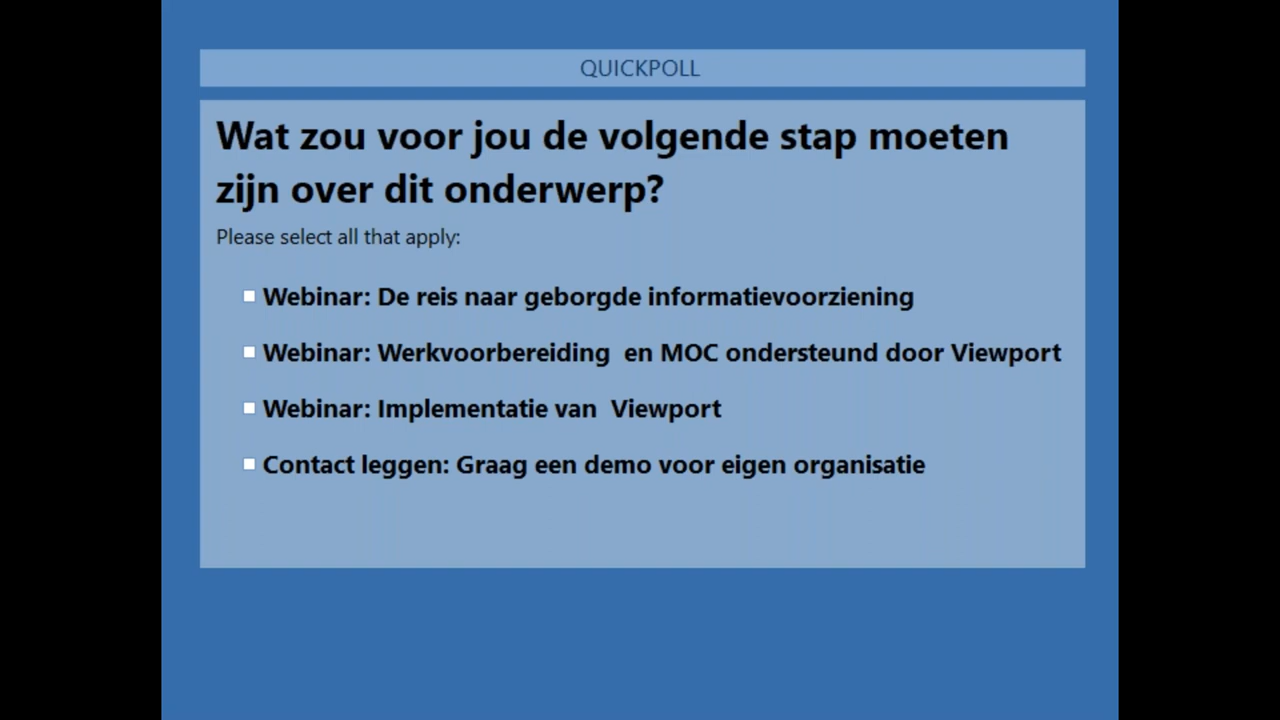 QUICKPOLL
Wat zou voor jou de volgende stap moeten
zijn over dit onderwerp?
Please select all that apply:
Webinar: De reis naar geborgde informatievoorziening
Webinar: Werkvoorbereiding  en MOC ondersteund door Viewport
Webinar: Implementatie van  Viewport
Contact leggen: Graag een demo voor eigen organisatie